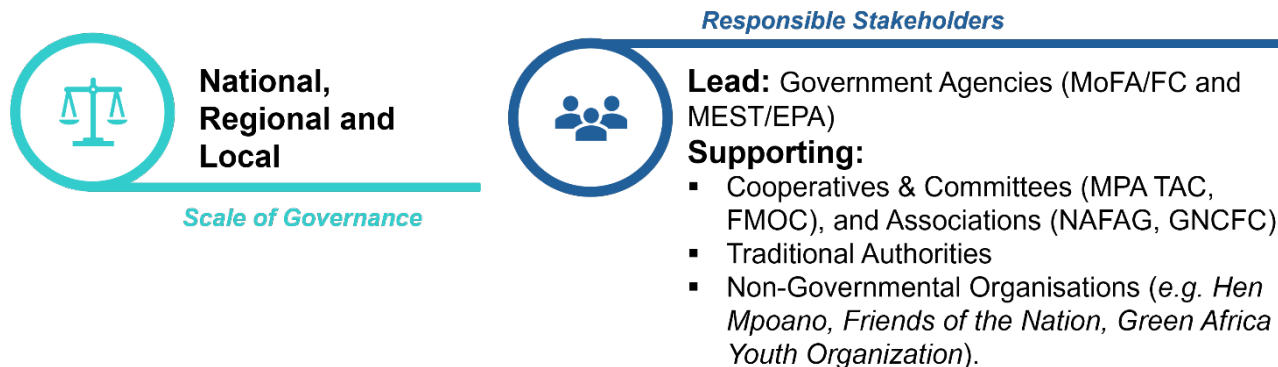 National,
Regional and
Local
Scale of Governance
Responsible Stakeholders
Lead: Government Agencies (MoFA/FC and
MEST/EPA)
Supporting:
▪ Cooperatives & Committees (MPA TAC,
FMOC), and Associations (NAFAG, GNCFC)
▪ Traditional Authorities
▪ Non-Governmental Organisations (e.g. Hen
Mpoano, Friends of the Nation, Green Africa
Youth Organization).